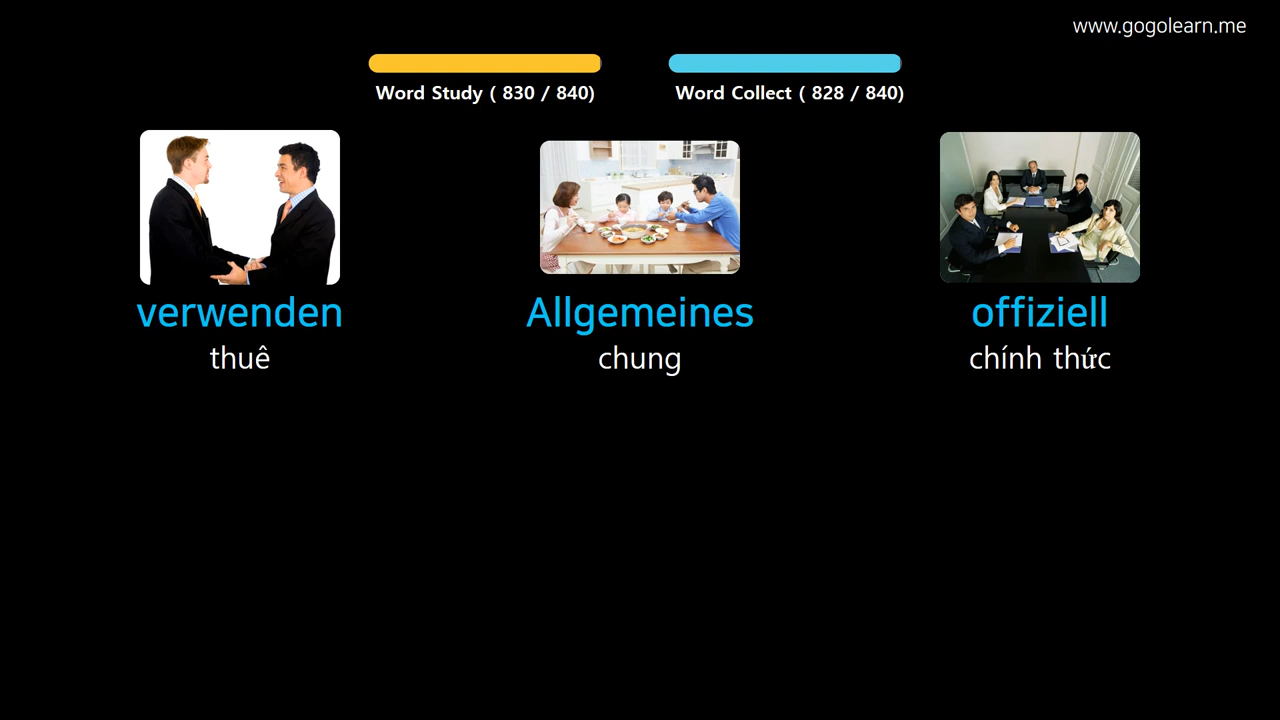 www.gogolearn.me
Word Study ( 830 / 840)
Word Collect ( 828 / 840)
verwenden
thuê
Allgemeines
chung
offiziell
chính thức